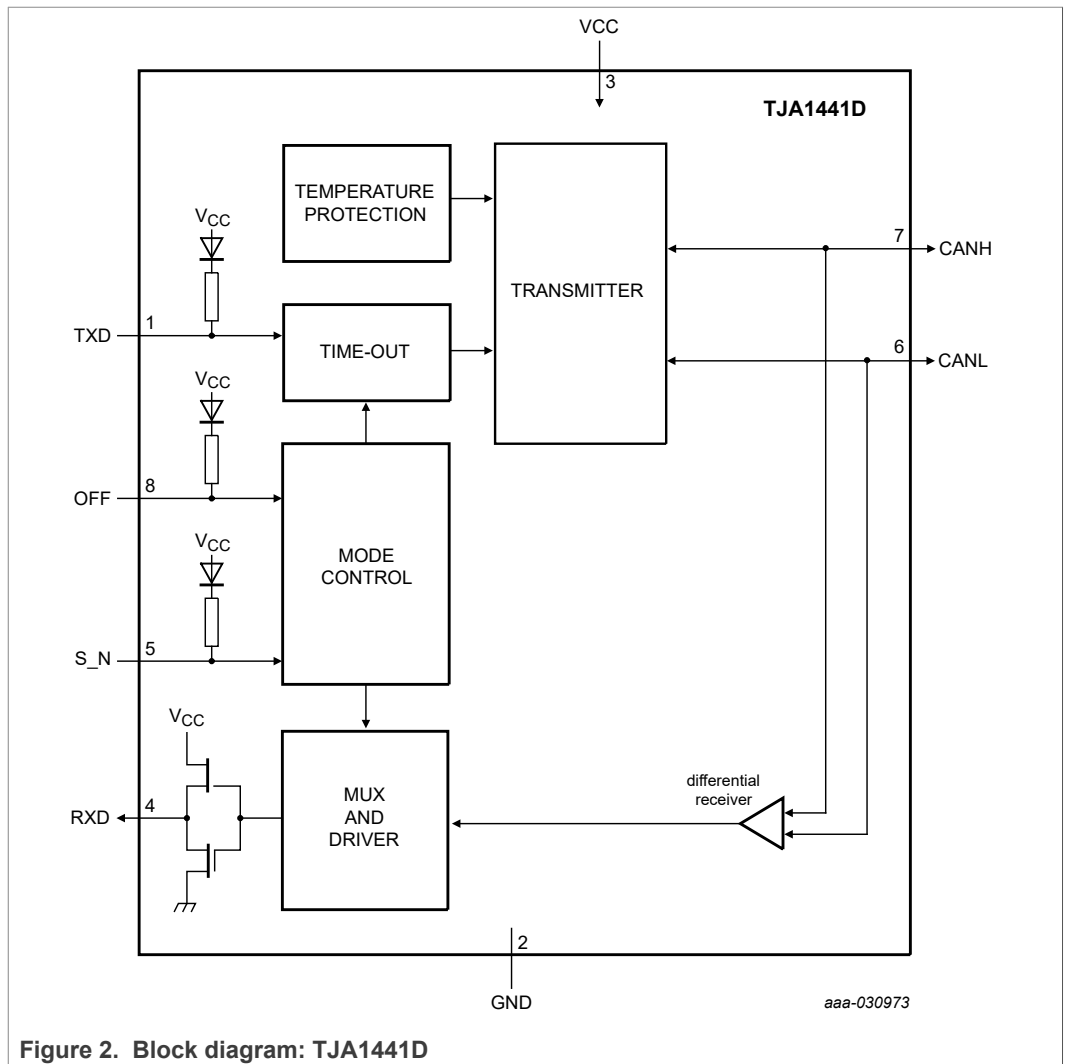 VCC
3
TJA1441D
TEMPERATURE
PROTECTION
VCC
7
CANH
TRANSMITTER
TXD
1
TIME-OUT
6
CANL
VCC
OFF
8
MODE
CONTROL
VCC
S_N
5
VCC
differential
receiver
MUX
AND
DRIVER
RXD
4
2
GND
aaa-030973
Figure 2. Block diagram: TJA1441D